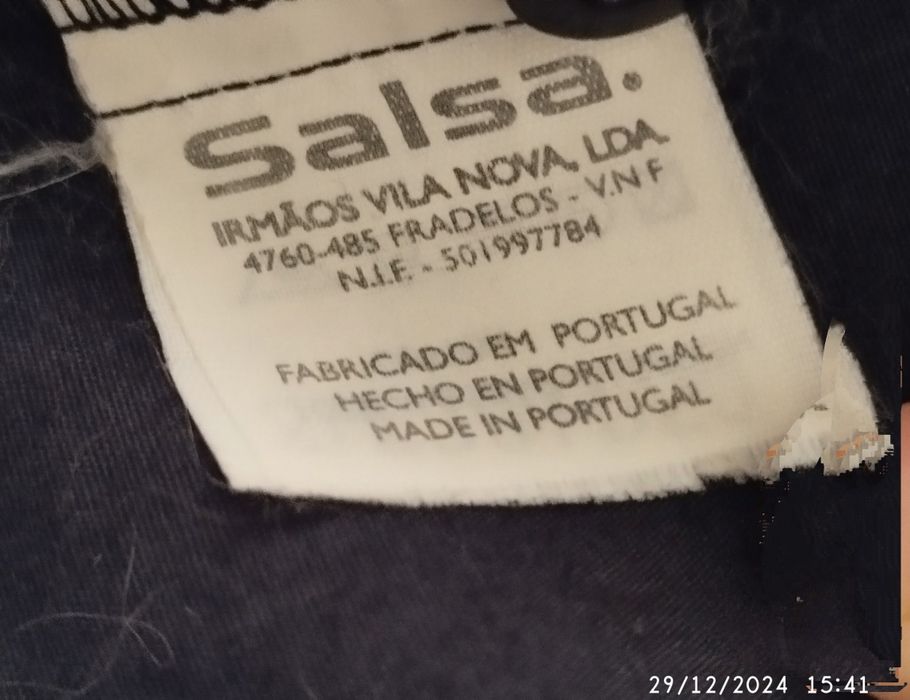 Salsa.
IRMÃOS VILA NOVA, LDA.
4760-485 FRADELOS - V.N F
N.I.F. - 501997784
FABRICADO EM PORTUGAL
HECHO EN PORTUGAL
MADE IN PORTUGAL
29/12/2024 15:41